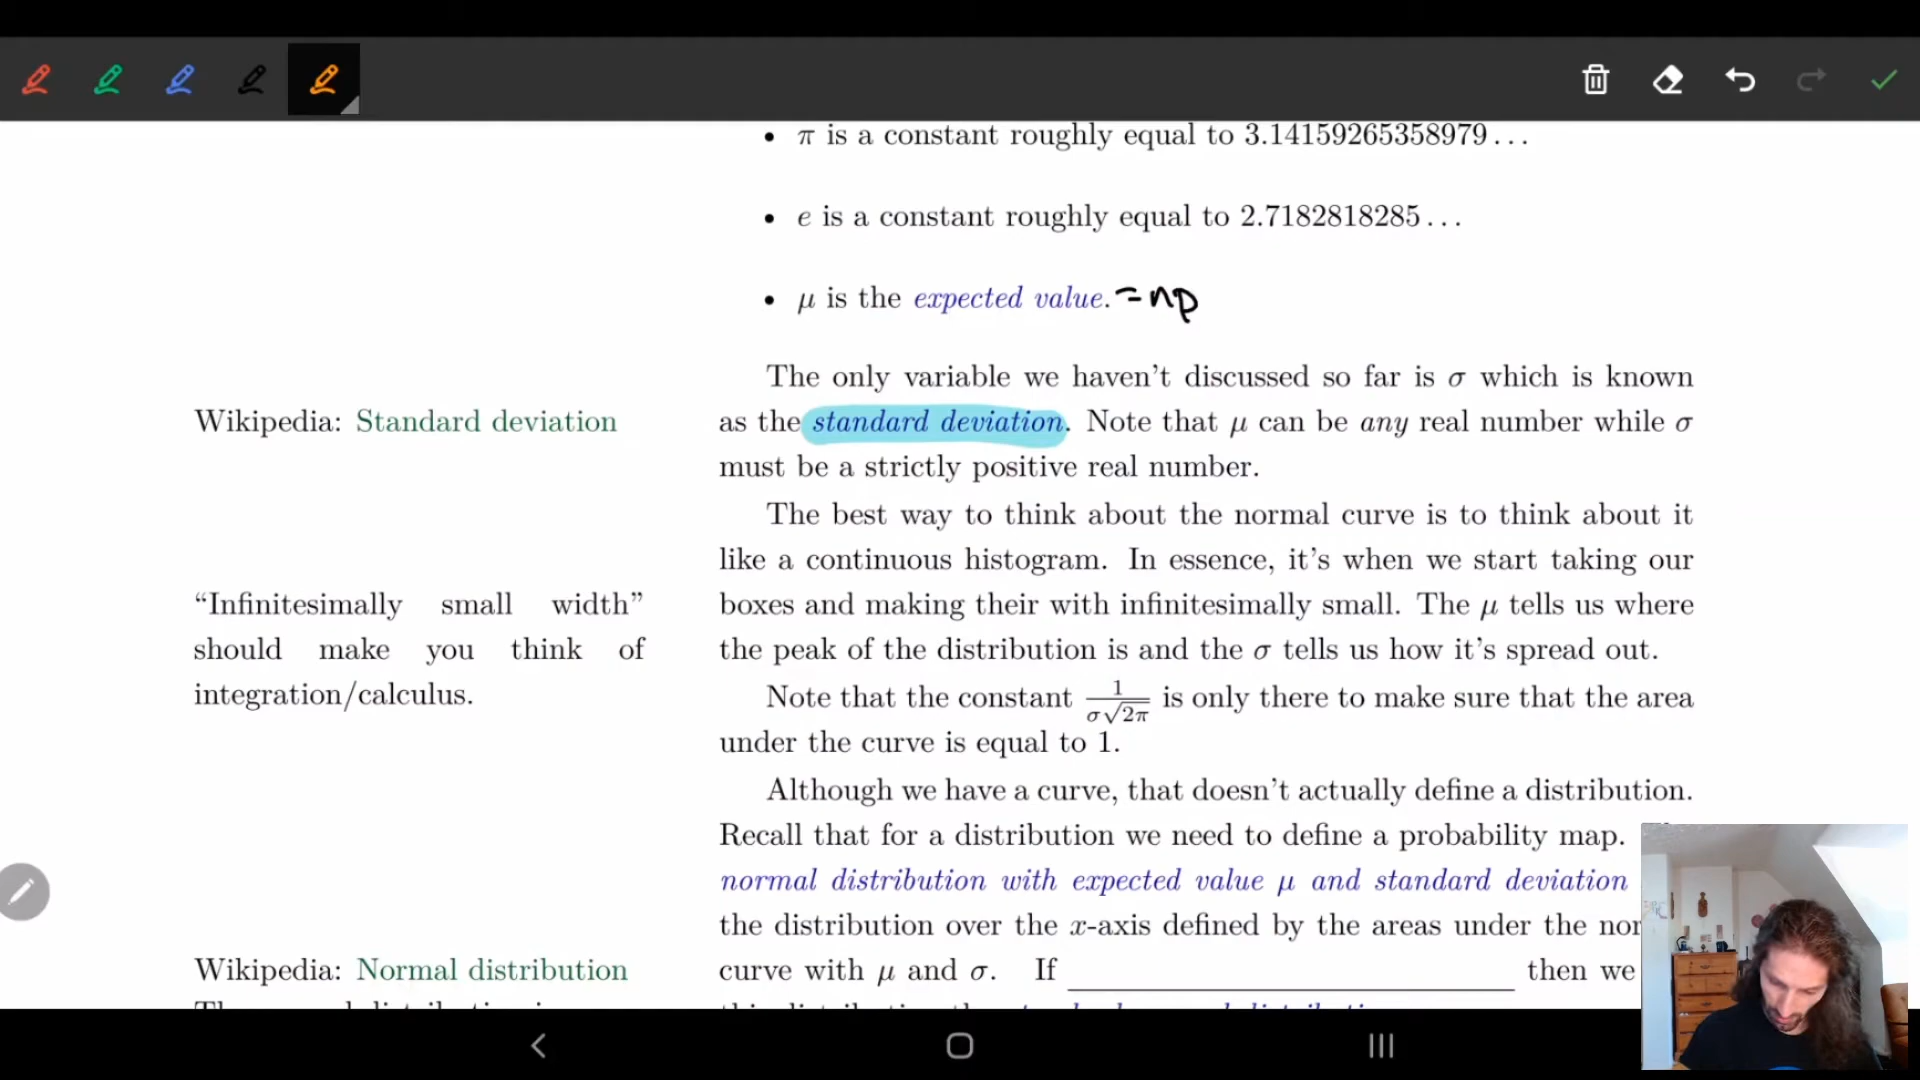 • π is a constant roughly equal to 3.14159265358979...
• e is a constant roughly equal to 2.7182818285...
• μ is the expected value. = np
The only variable we haven't discussed so far is σ which is known
Wikipedia: Standard deviation
as the standard deviation. Note that μ can be any real number while σ
must be a strictly positive real number.
The best way to think about the normal curve is to think about it
like a continuous histogram. In essence, it's when we start taking our
“Infinitesimally small width”
should make you think of
integration/calculus.
boxes and making their with infinitesimally small. The μ tells us where
the peak of the distribution is and the σ tells us how it's spread out.
Note that the constant 1/σ√2π is only there to make sure that the area
under the curve is equal to 1.
Although we have a curve, that doesn't actually define a distribution.
Recall that for a distribution we need to define a probability map.
normal distribution with expected value μ and standard deviation
the distribution over the x-axis defined by the areas under the nor
Wikipedia: Normal distribution
curve with μ and σ. If ____ then we